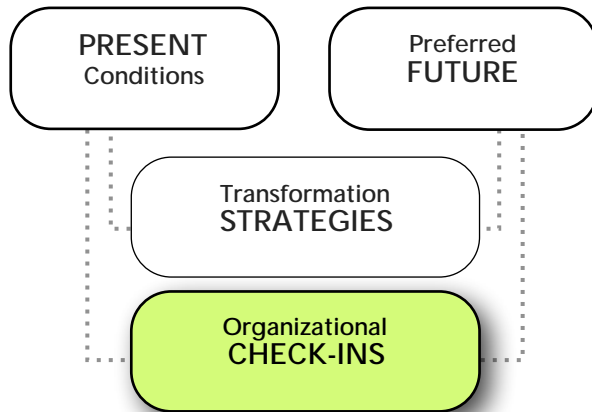 PRESENT
Conditions
Preferred
FUTURE
Transformation
STRATEGIES
Organizational
CHECK-INS